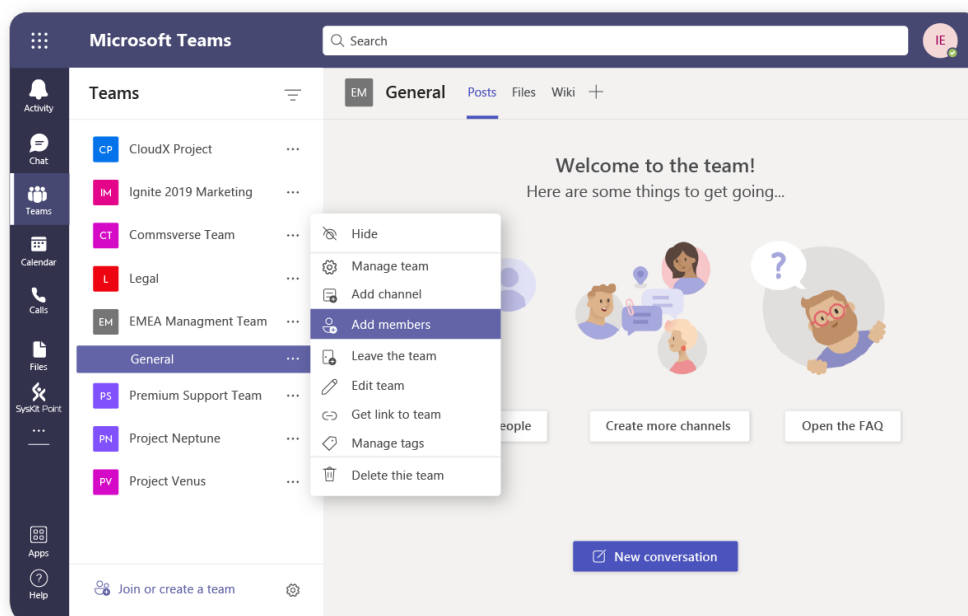 Microsoft Teams
Search
IE
Activity
Chat
Teams
Calendar
Calls
Files
SysKit Point
Apps
Help
Teams
CP CloudX Project
IM Ignite 2019 Marketing
CT Commsverse Team
L Legal
EM EMEA Managment Team
General
PS Premium Support Team
PN Project Neptune
PV Project Venus
Join or create a team
Hide
Manage team
Add channel
Add members
Leave the team
Edit team
Get link to team
Manage tags
Delete thie team
EM General Posts Files Wiki
Welcome to the team!
Here are some things to get going...
?
eople
Create more channels
Open the FAQ
New conversation